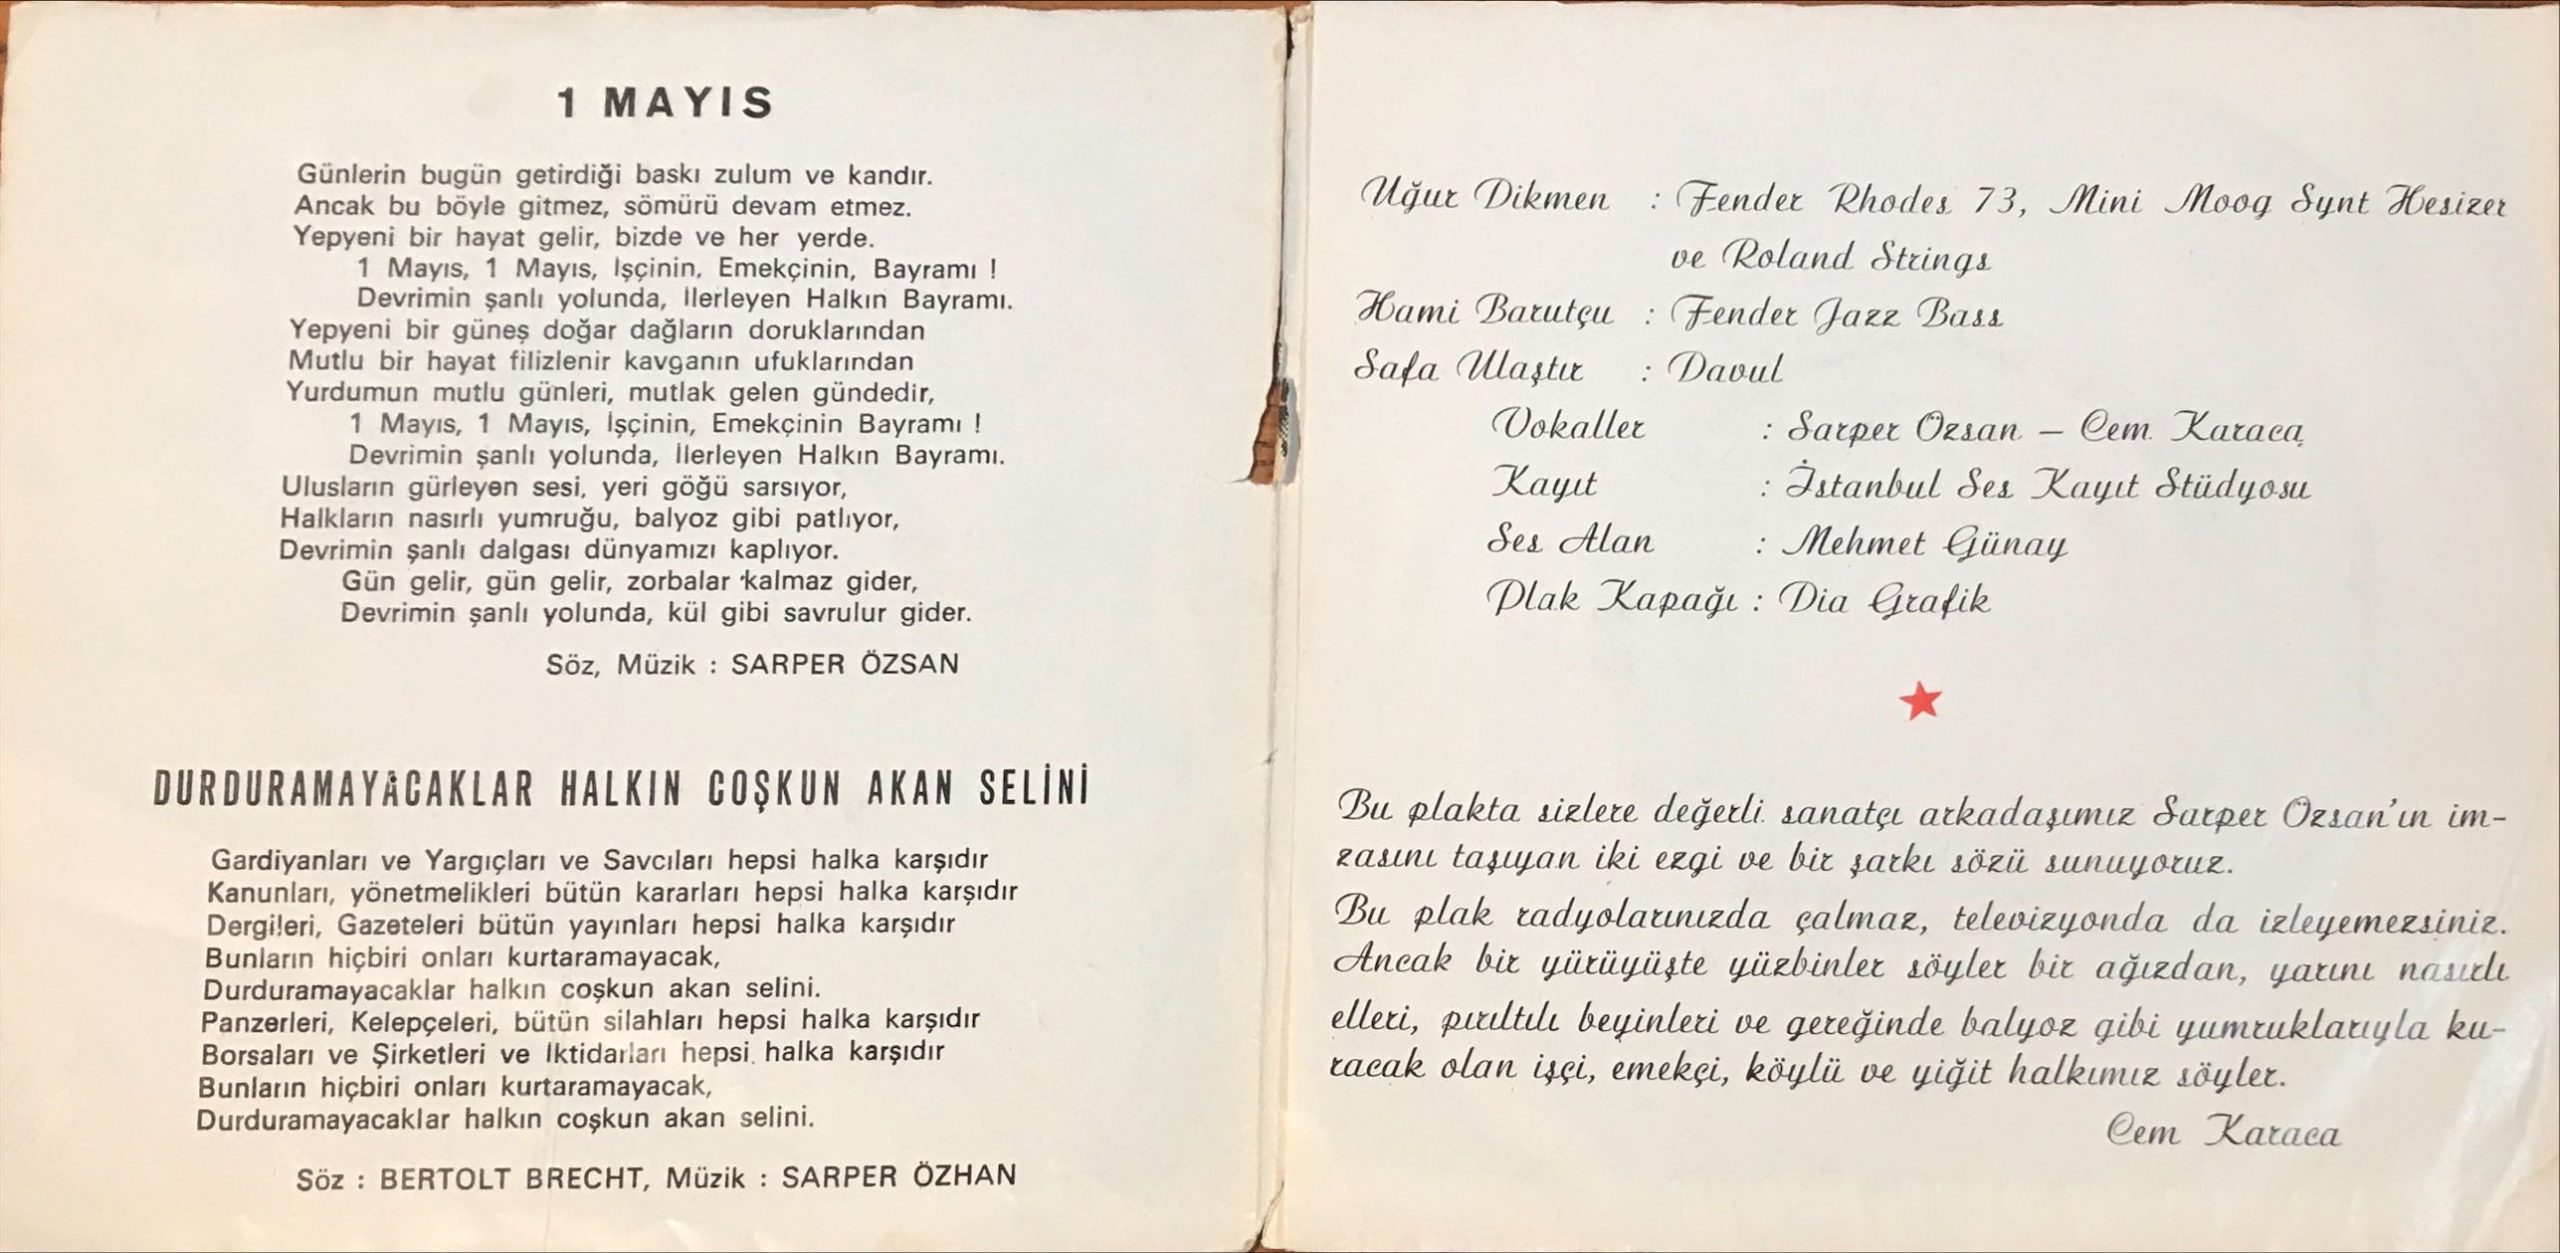 1 MAYIS
Günlerin bugün getirdiği baskı zulum ve kandır.
Ancak bu böyle gitmez, sömürü devam etmez.
Yepyeni bir hayat gelir, bizde ve her yerde.
1 Mayıs, 1 Mayıs, İşçinin, Emekçinin, Bayramı !
Devrimin şanlı yolunda, İlerleyen Halkın Bayramı.
Yepyeni bir güneş doğar dağların doruklarından
Mutlu bir hayat filizlenir kavganın ufuklarından
Yurdumun mutlu günleri, mutlak gelen gündedir,
1 Mayıs, 1 Mayıs, İşçinin, Emekçinin Bayramı !
Devrimin şanlı yolunda, İlerleyen Halkın Bayramı.
Ulusların gürleyen sesi, yeri göğü sarsıyor,
Halkların nasırlı yumruğu, balyoz gibi patlıyor,
Devrimin şanlı dalgası dünyamızı kaplıyor.
Gün gelir, gün gelir, zorbalar kalmaz gider,
Devrimin şanlı yolunda, kül gibi savrulur gider.
Söz, Müzik : SARPER ÖZSAN
DURDURAMAYACAKLAR HALKIN COŞKUN AKAN SELİNİ
Gardiyanları ve Yargıçları ve Savcıları hepsi halka karşıdır
Kanunları, yönetmelikleri bütün kararları hepsi halka karşıdır
Dergileri, Gazeteleri bütün yayınları hepsi halka karşıdır
Bunların hiçbiri onları kurtaramayacak,
Durduramayacaklar halkın coşkun akan selini.
Panzerleri, Kelepçeleri, bütün silahları hepsi halka karşıdır
Borsaları ve Şirketleri ve İktidarları hepsi halka karşıdır
Bunların hiçbiri onları kurtaramayacak,
Durduramayacaklar halkın coşkun akan selini.
Söz : BERTOLT BRECHT, Müzik : SARPER ÖZHAN
Uğur Dikmen : Fender Rhodes 73, Mini Moog Synt Hesizer
ve Roland Strings
Hami Barutçu : Fender Jazz Bass
Safa Ulaştır : Davul
Vokaller : Sarper Özsan – Cem Karaca
Kayıt : İstanbul Ses Kayıt Stüdyosu
Ses Alan : Mehmet Günay
Plak Kapağı : Dia Grafik
Bu plakta sizlere değerli sanatçı arkadaşımız Sarper Özsan'ın im-
zasını taşıyan iki ezgi ve bir şarkı sözü sunuyoruz.
Bu plak radyolarınızda çalmaz, televizyonda da izleyemezsiniz.
Ancak bir yürüyüşte yüzbinler söyler bir ağızdan, yarını nasırlı
elleri, pırıltılı beyinleri ve gereğinde balyoz gibi yumruklarıyla ku-
racak olan işçi, emekçi, köylü ve yiğit halkımız söyler.
Cem Karaca